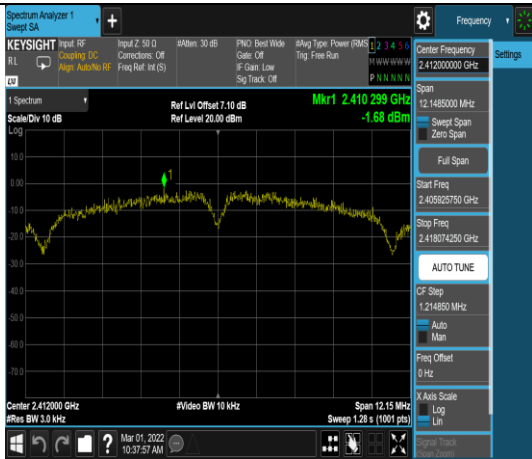 Spectrum Analyzer 1
Swept SA
Frequency
KEYSIGHT
RL
Input: RF
Coupling: DC
Align: Auto/No RF
Input Z: 50 Ω
Corrections: Off
Freq Ref: Int (S)
#Atten: 30 dB
PNO: Best Wide
Gate: Off
IF Gain: Low
Sig Track: Off
#Avg Type: Power (RMS
Trig: Free Run
1 2 3 4 5 6
M W W W W W
P N N N N N
Center Frequency
2.412000000 GHz
Settings
Span
12.1485000 MHz
Swept Span
Zero Span
Full Span
Start Freq
2.405925750 GHz
Stop Freq
2.418074250 GHz
AUTO TUNE
CF Step
1.214850 MHz
Auto
Man
Freq Offset
0 Hz
X Axis Scale
Log
Lin
Signal Track
(Span Zoom)
1 Spectrum
Scale/Div 10 dB
Ref Lvl Offset 7.10 dB
Ref Level 20.00 dBm
Mkr1 2.410 299 GHz
-1.68 dBm
Log
10.0
0.00
-10.0
-20.0
-30.0
-40.0
-50.0
-60.0
-70.0
1
Center 2.412000 GHz
#Res BW 3.0 kHz
#Video BW 10 kHz
Span 12.15 MHz
Sweep 1.28 s (1001 pts)
?
Mar 01, 2022
10:37:57 AM